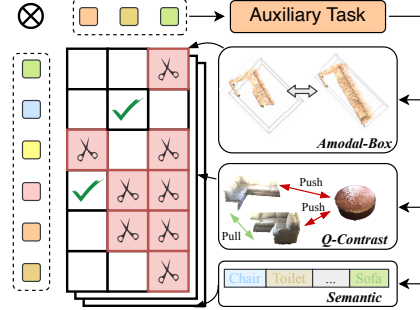 Auxiliary Task
Amodal-Box
Push
Push
Pull
Q-Contrast
Chair Toilet ... Sofa
Semantic